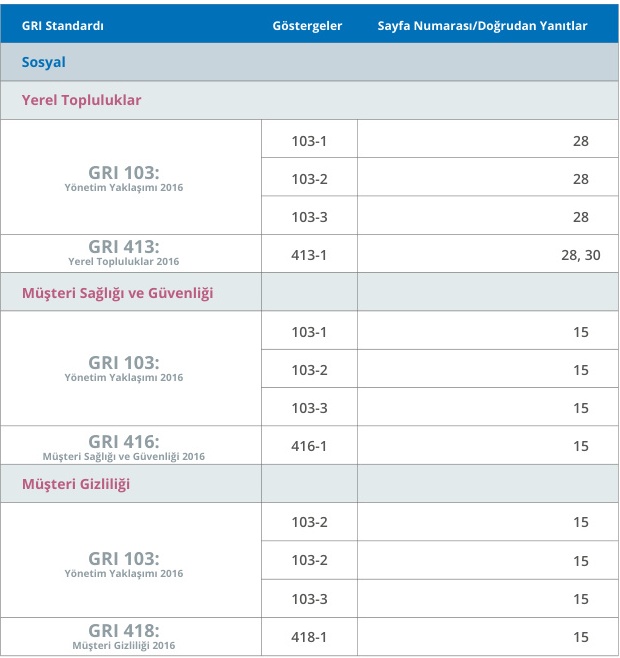 GRI Standardı Göstergeler Sayfa Numarası/Doğrudan Yanıtlar
Sosyal
Yerel Topluluklar
GRI 103:
Yönetim Yaklaşımı 2016
103-1 28
103-2 28
103-3 28
GRI 413:
Yerel Topluluklar 2016
413-1 28, 30
Müşteri Sağlığı ve Güvenliği
GRI 103:
Yönetim Yaklaşımı 2016
103-1 15
103-2 15
103-3 15
GRI 416:
Müşteri Sağlığı ve Güvenliği 2016
416-1 15
Müşteri Gizliliği
GRI 103:
Yönetim Yaklaşımı 2016
103-2 15
103-2 15
103-3 15
GRI 418:
Müşteri Gizliliği 2016
418-1 15